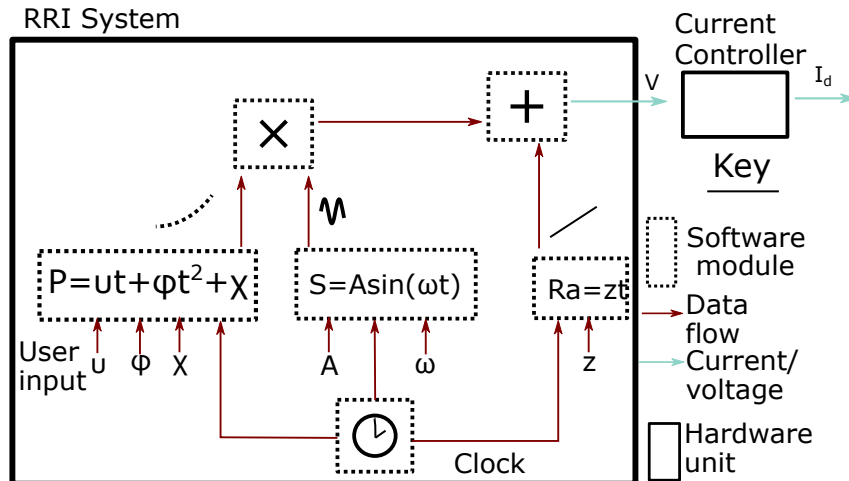 RRI System
Current
Controller
V
I_d
×
+
Key
P=υt+φt²+χ
S=Asin(ωt)
Ra=zt
Software
module
Data
flow
User
input
υ
φ
χ
A
ω
z
Current/
voltage
Clock
Hardware
unit